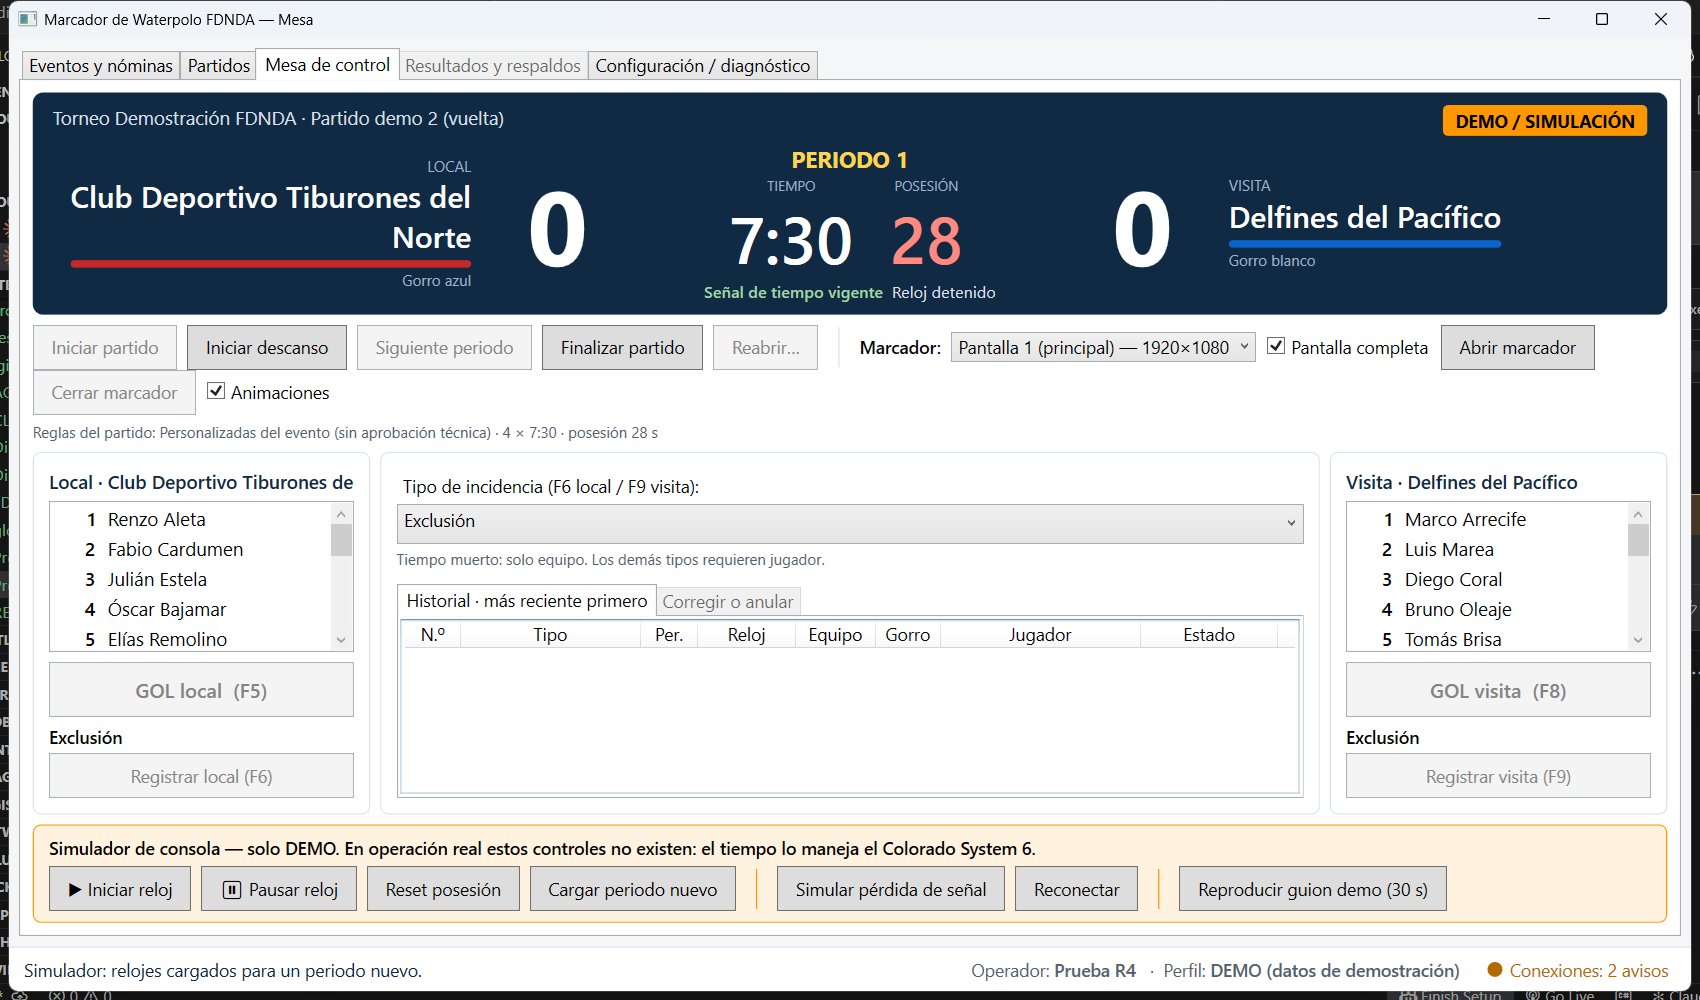 Marcador de Waterpolo FDNDA — Mesa
Eventos y nóminas
Partidos
Mesa de control
Resultados y respaldos
Configuración / diagnóstico
Torneo Demostración FDNDA · Partido demo 2 (vuelta)
DEMO / SIMULACIÓN
LOCAL
Club Deportivo Tiburones del
Norte
Gorro azul
0
PERIODO 1
TIEMPO
POSESIÓN
7:30
28
Señal de tiempo vigente
Reloj detenido
0
VISITA
Delfines del Pacífico
Gorro blanco
Iniciar partido
Iniciar descanso
Siguiente periodo
Finalizar partido
Reabrir...
Marcador:
Pantalla 1 (principal) — 1920×1080
Pantalla completa
Abrir marcador
Cerrar marcador
Animaciones
Reglas del partido: Personalizadas del evento (sin aprobación técnica) · 4 × 7:30 · posesión 28 s
Local · Club Deportivo Tiburones de
1 Renzo Aleta
2 Fabio Cardumen
3 Julián Estela
4 Óscar Bajamar
5 Elías Remolino
GOL local (F5)
Exclusión
Registrar local (F6)
Tipo de incidencia (F6 local / F9 visita):
Exclusión
Tiempo muerto: solo equipo. Los demás tipos requieren jugador.
Historial · más reciente primero
Corregir o anular
N.º Tipo Per. Reloj Equipo Gorro Jugador Estado
Visita · Delfines del Pacífico
1 Marco Arrecife
2 Luis Marea
3 Diego Coral
4 Bruno Oleaje
5 Tomás Brisa
GOL visita (F8)
Exclusión
Registrar visita (F9)
Simulador de consola — solo DEMO. En operación real estos controles no existen: el tiempo lo maneja el Colorado System 6.
Iniciar reloj
Pausar reloj
Reset posesión
Cargar periodo nuevo
Simular pérdida de señal
Reconectar
Reproducir guion demo (30 s)
Simulador: relojes cargados para un periodo nuevo.
Operador: Prueba R4 · Perfil: DEMO (datos de demostración)
Conexiones: 2 avisos